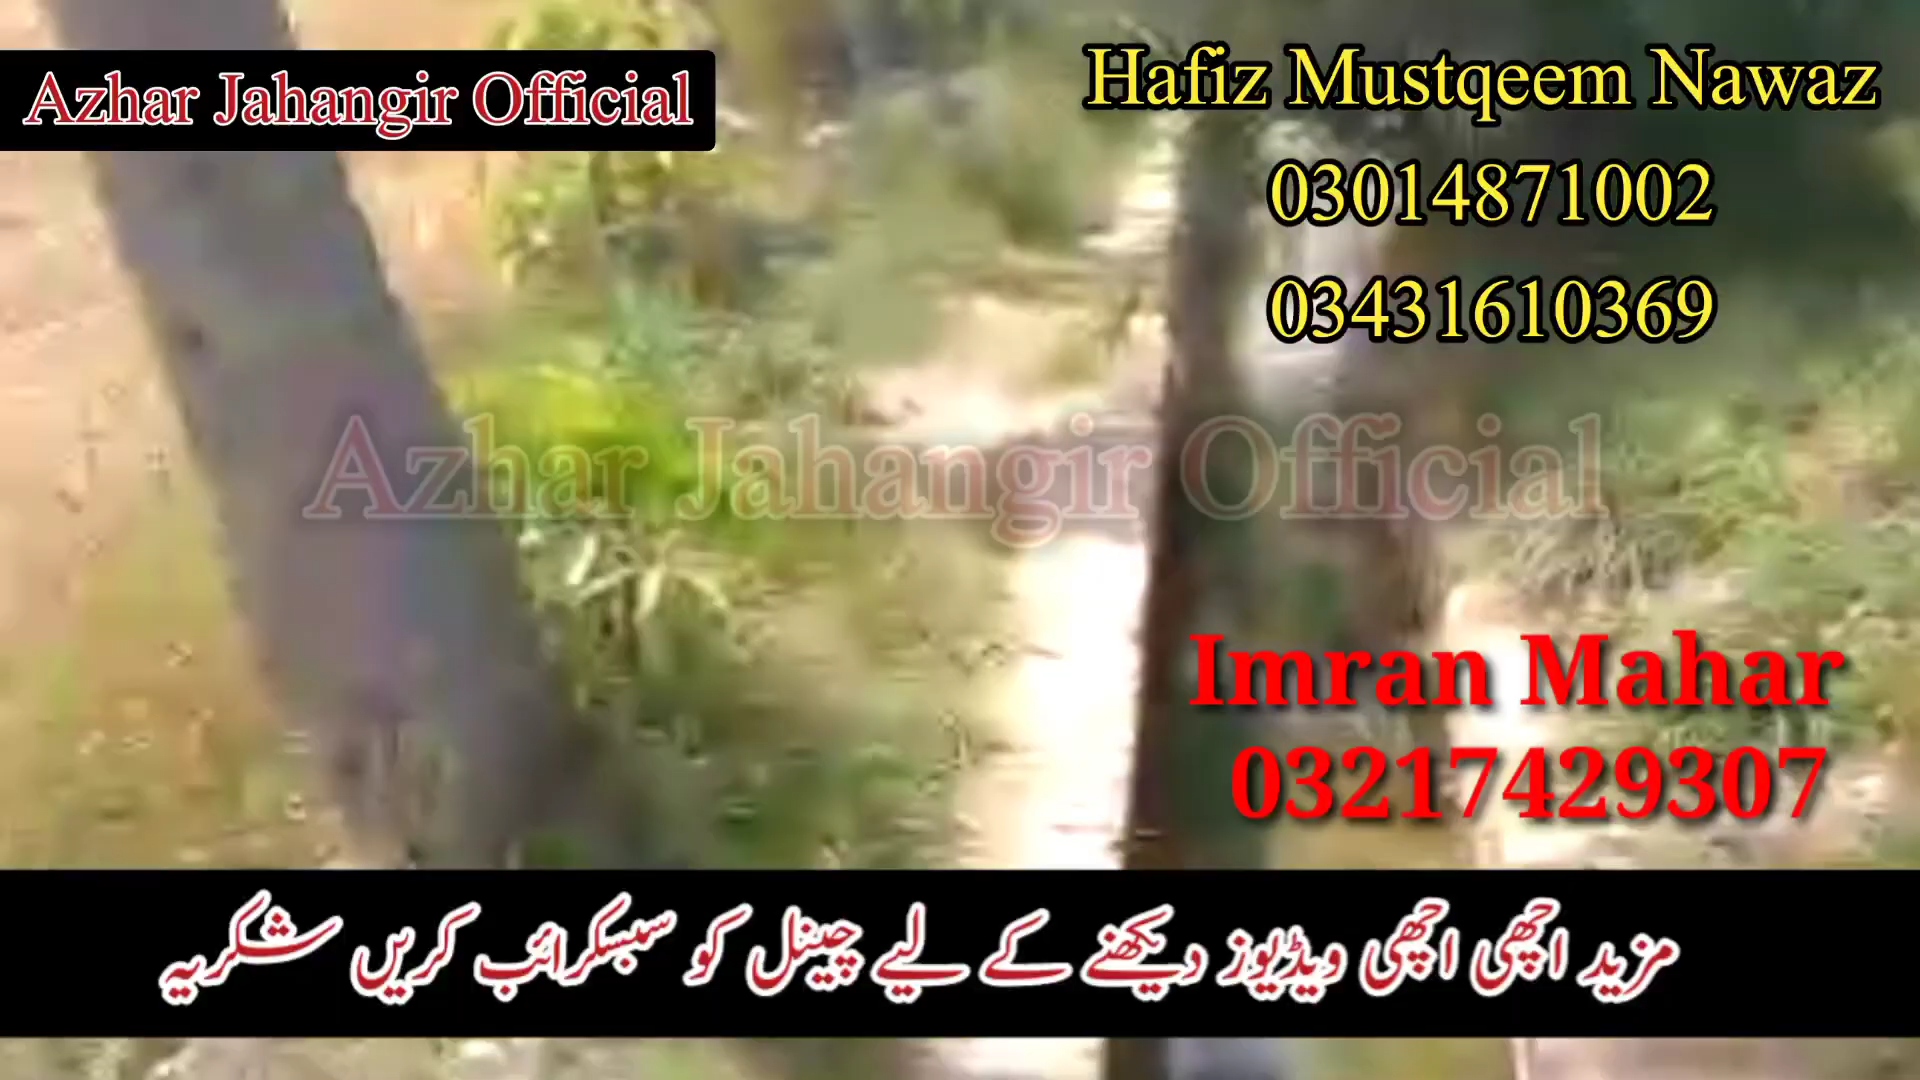 Azhar Jahangir Official
Hafiz Mustqeem Nawaz
03014871002
03431610369
Azhar Jahangir Official
Imran Mahar
03217429307
مزید اچھی اچھی ویڈیوز دیکھنے کے لیے چینل کو سبسکرائب کریں شکریہ